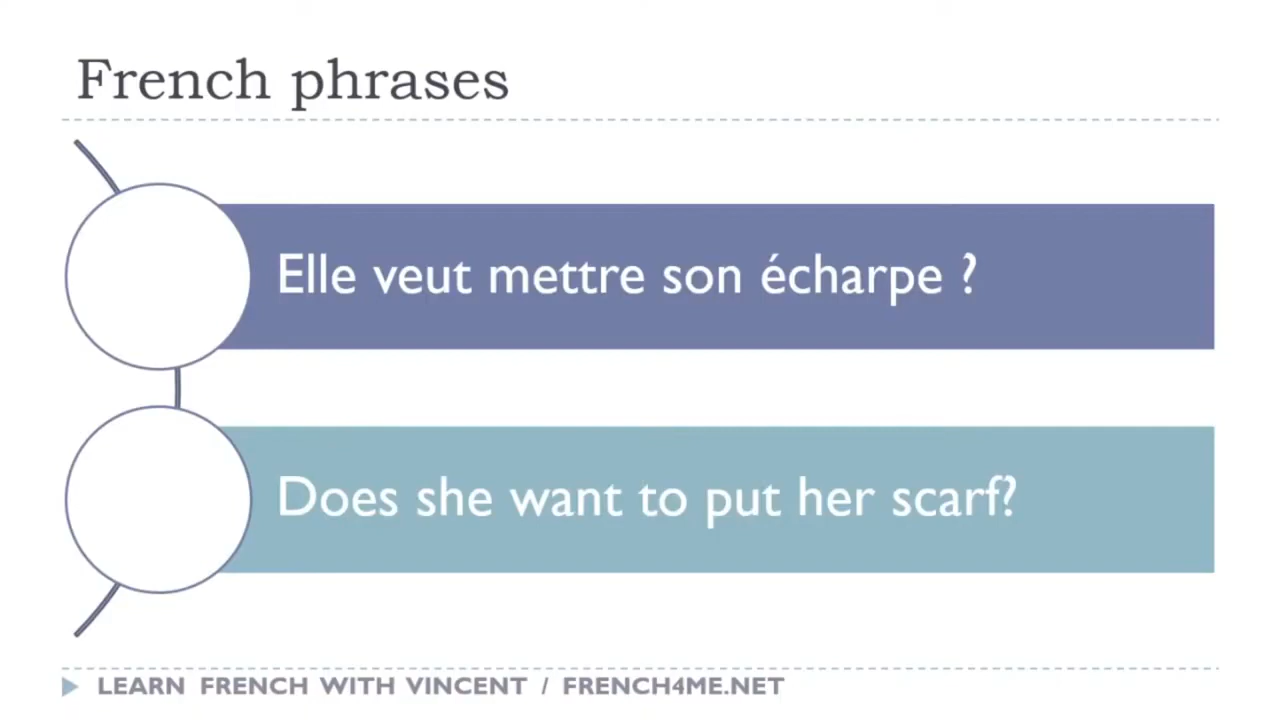 French phrases
Elle veut mettre son écharpe ?
Does she want to put her scarf?
LEARN FRENCH WITH VINCENT / FRENCH4ME.NET